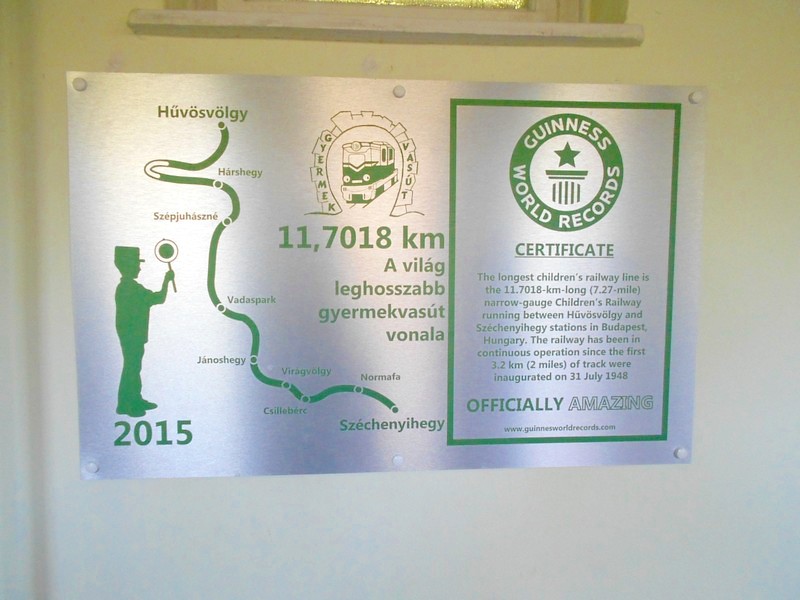 Hűvösvölgy
Hárshegy
Szépjuhászné
Vadaspark
Jánoshegy
Virágvölgy
Csillebérc
Normafa
Széchenyihegy
2015
GYERMEK VASÚT
11,7018 km
A világ
leghosszabb
gyermekvasút
vonala
GUINNESS
WORLD RECORDS
CERTIFICATE
The longest children's railway line is
the 11.7018-km-long (7.27-mile)
narrow-gauge Children's Railway
running between Hűvösvölgy and
Széchenyihegy stations in Budapest,
Hungary. The railway has been in
continuous operation since the first
3.2 km (2 miles) of track were
inaugurated on 31 July 1948
OFFICIALLY AMAZING
www.guinnesworldrecords.com